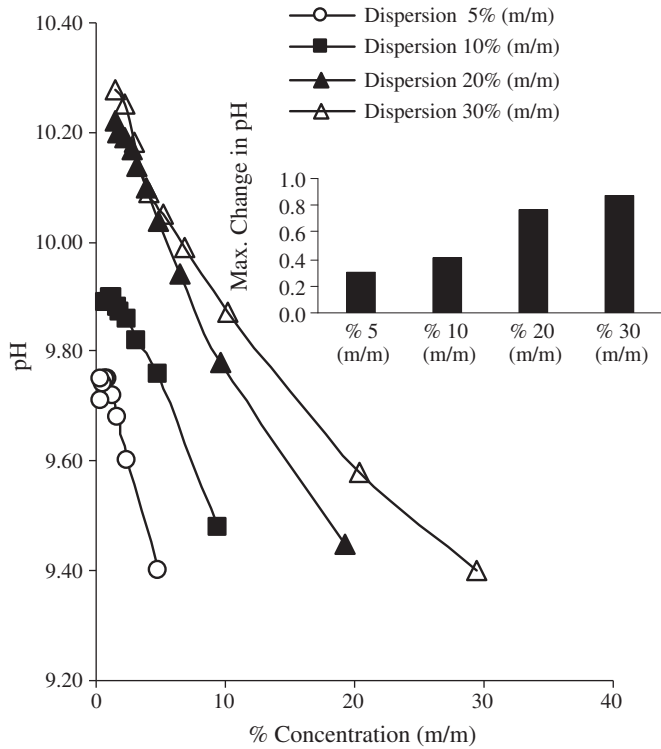 Dispersion 5% (m/m)
Dispersion 10% (m/m)
Dispersion 20% (m/m)
Dispersion 30% (m/m)
10.40
10.20
10.00
9.80
9.60
9.40
9.20
pH
0
10
20
30
40
% Concentration (m/m)
Max. Change in pH
1.0
0.8
0.6
0.4
0.2
0.0
% 5
(m/m)
% 10
(m/m)
% 20
(m/m)
% 30
(m/m)